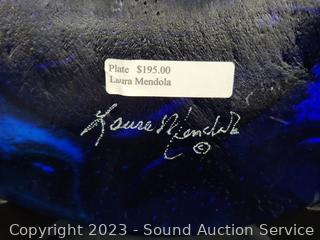 Plate $195.00
Laura Mendola
Laura Mendola
©
Copyright 2023 - Sound Auction Service